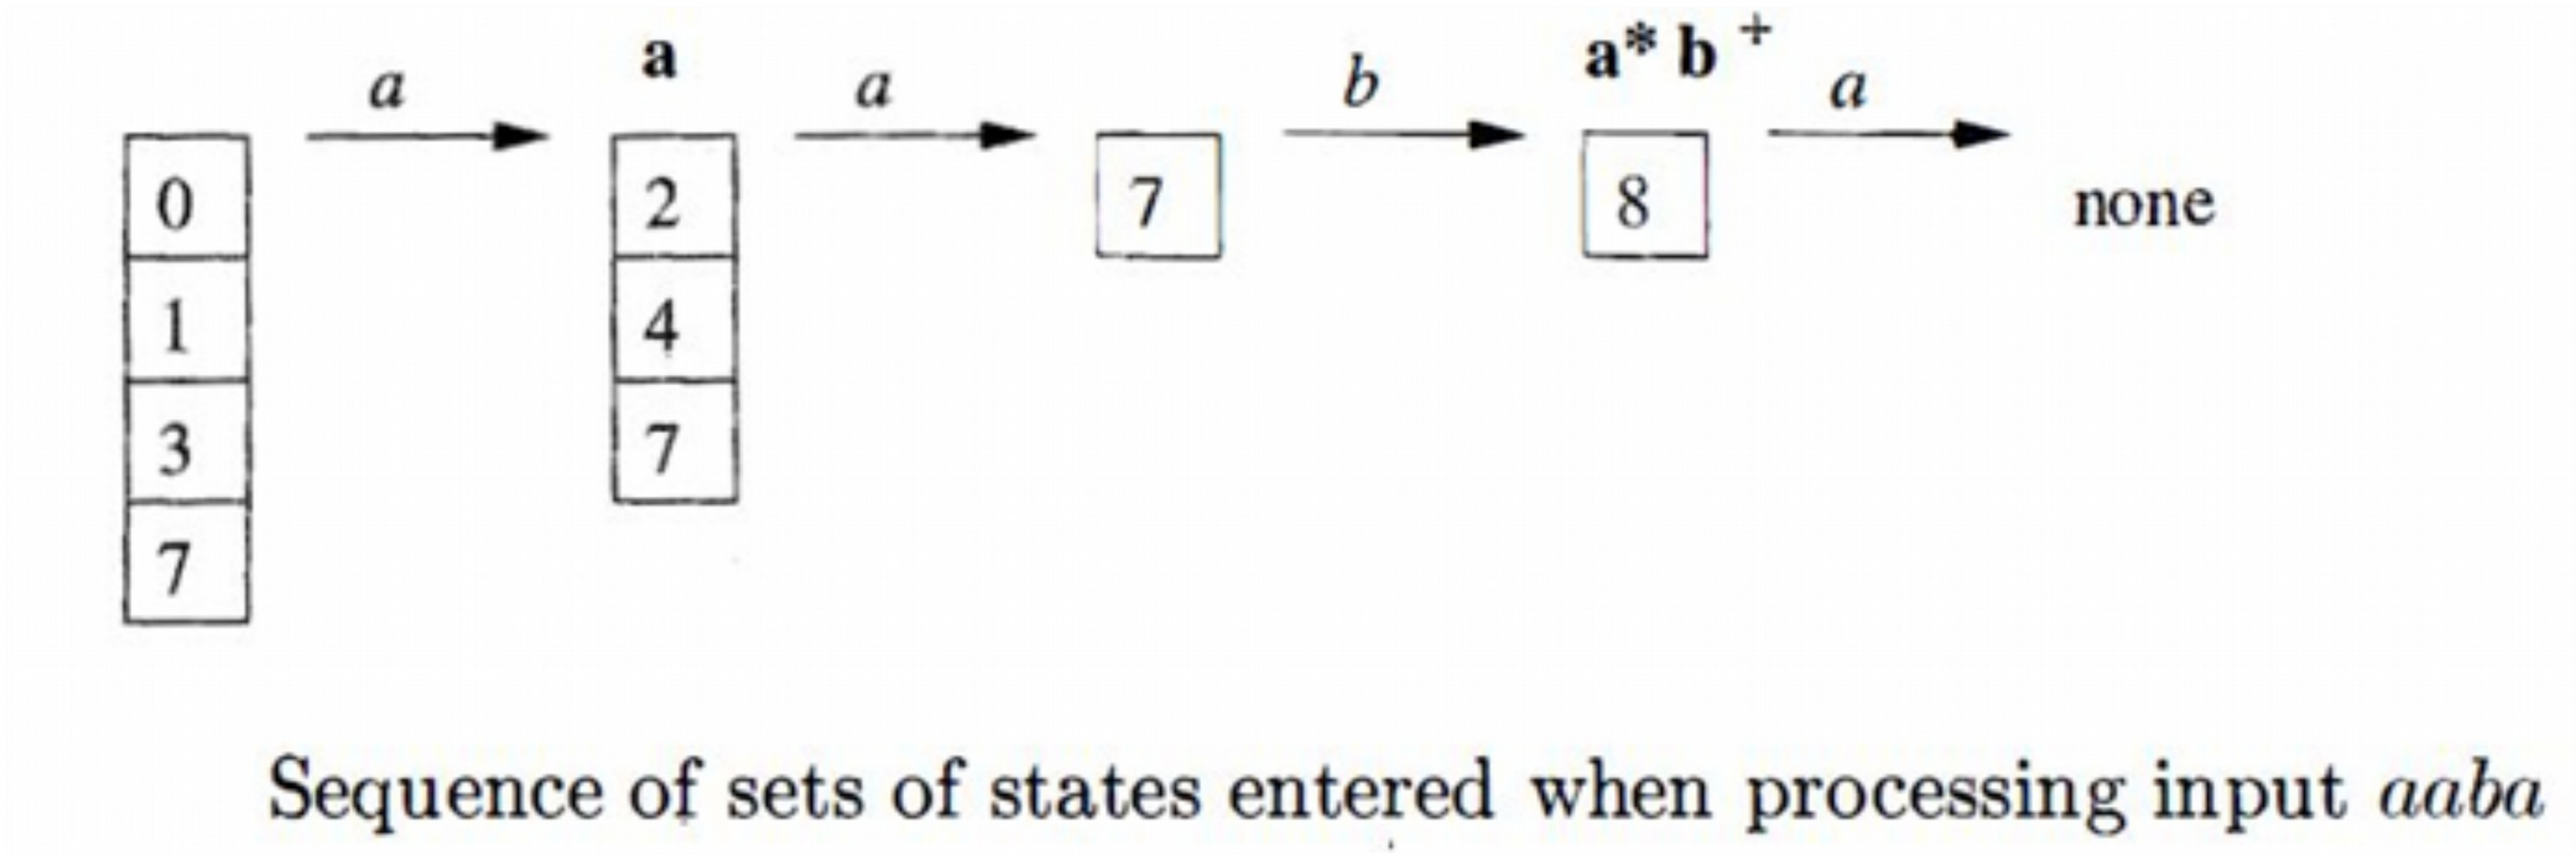 a a a b a* b + a
0 2 7 8 none
1 4
3 7
7
Sequence of sets of states entered when processing input aaba